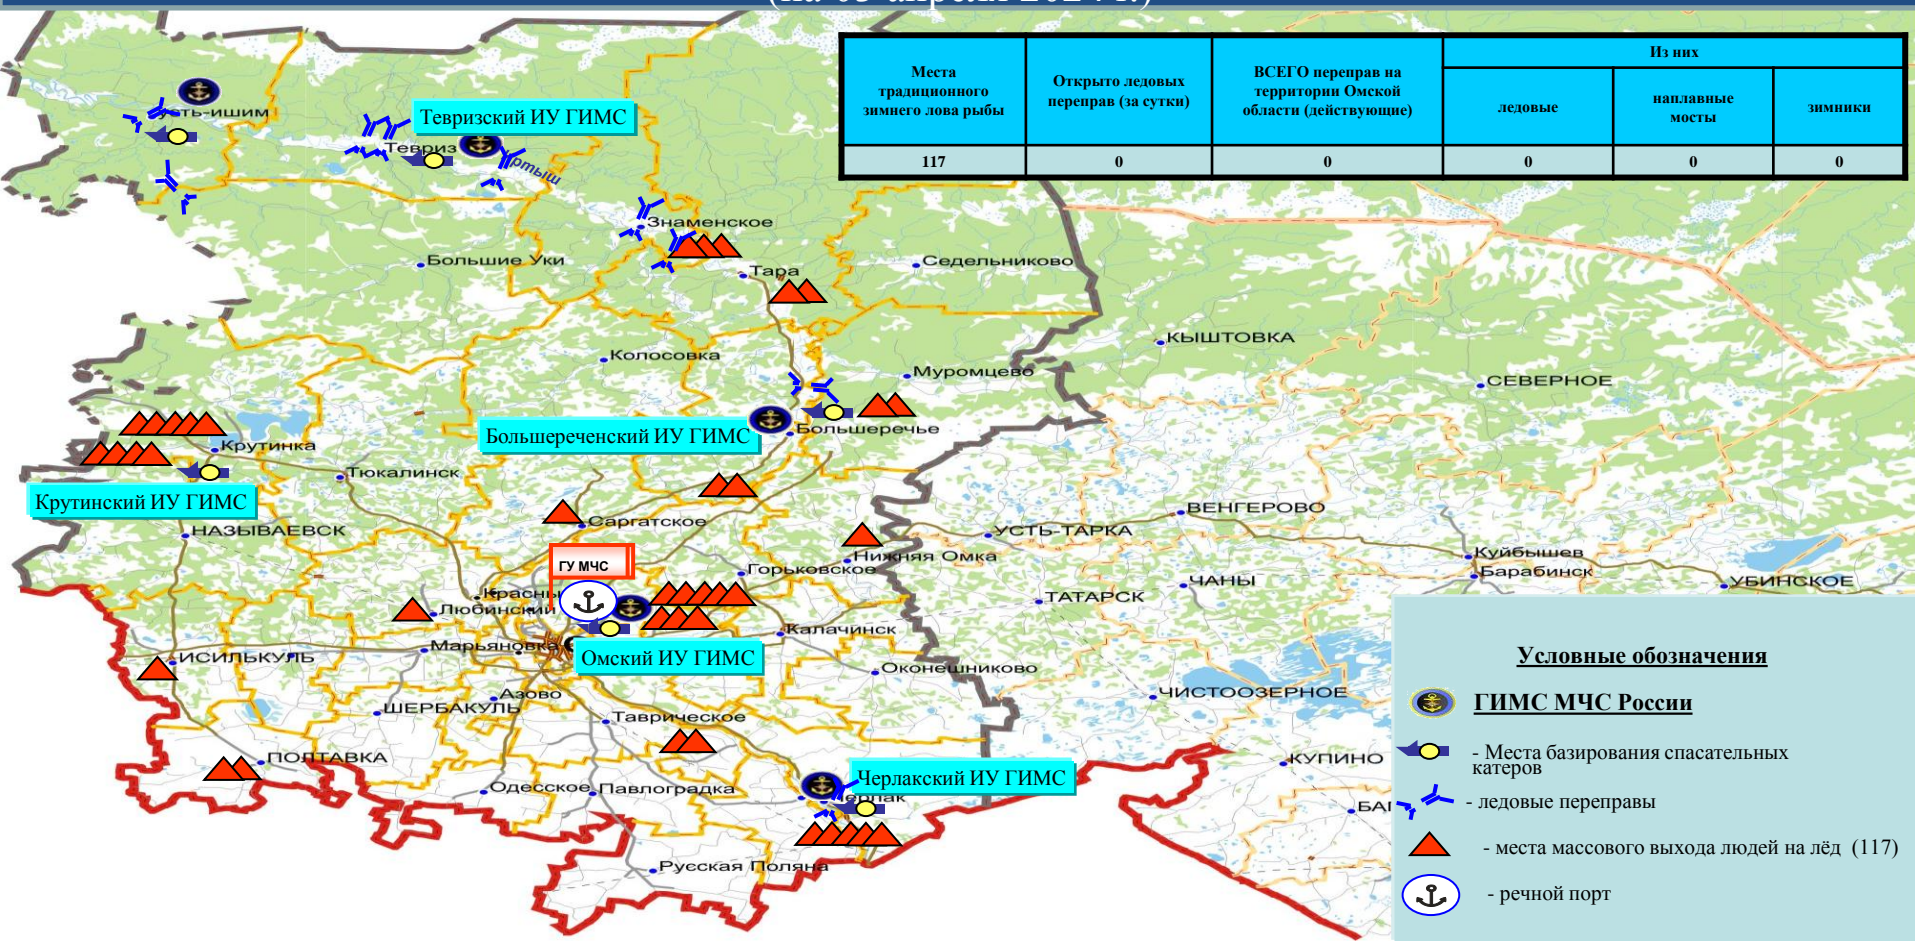 Места
традиционного
зимнего лова рыбы
Открыто ледовых
переправ (за сутки)
ВСЕГО переправ на
территории Омской
области (действующие)
Из них
ледовые
наплавные
мосты
зимники
117
0
0
0
0
0
Тевризский ИУ ГИМС
Тевриз
Знаменское
Большие Уки
Тара
Седельниково
Колосовка
Муромцево
КЫШТОВКА
СЕВЕРНОЕ
Большереченский ИУ ГИМС
Большеречье
Крутинка
Тюкалинск
Крутинский ИУ ГИМС
НАЗЫВАЕВСК
Саргатское
УСТЬ-ТАРКА
ВЕНГЕРОВО
Нижняя Омка
Куйбышев
Барабинск
УБИНСКОЕ
ГУ МЧС
Горьковское
ЧАНЫ
ТАТАРСК
Любинский
Калачинск
Марьяновка
Омский ИУ ГИМС
ИСИЛЬКУЛЬ
Оконешниково
Азово
ШЕРБАКУЛЬ
ЧИСТООЗЕРНОЕ
Таврическое
ПОЛТАВКА
КУПИНО
Черлакский ИУ ГИМС
Одесское
Павлоградка
Русская Поляна
Условные обозначения
ГИМС МЧС России
- Места базирования спасательных
катеров
- ледовые переправы
- места массового выхода людей на лёд (117)
- речной порт